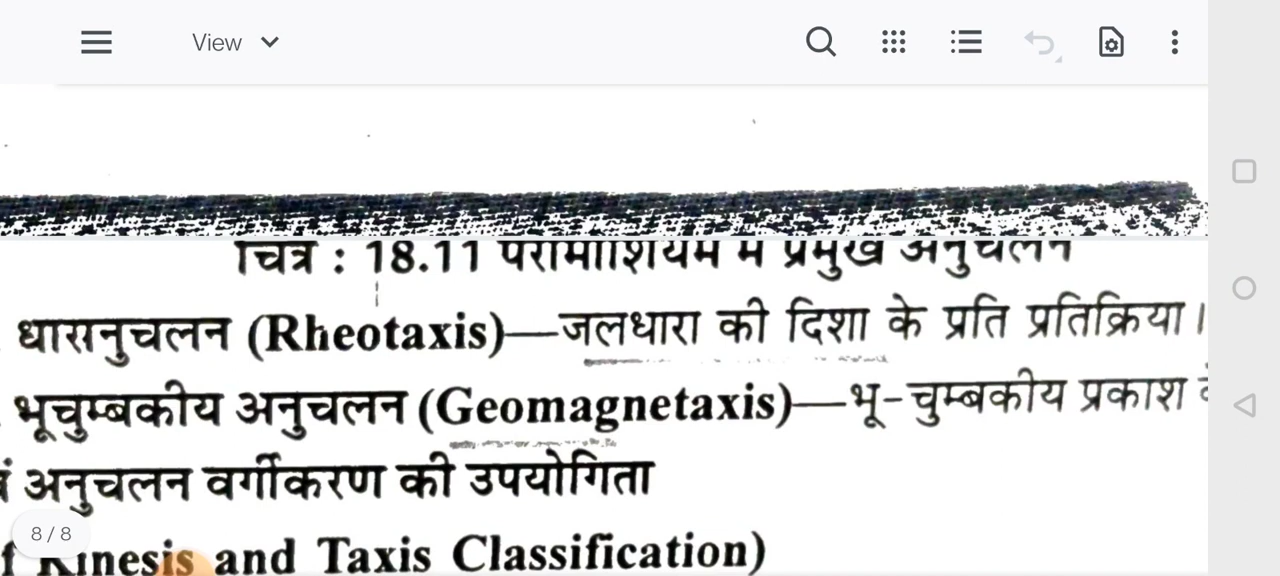 View
चित्र : 18.11 परामीशियम में प्रमुख अनुचलन
धारानुचलन (Rheotaxis)—जलधारा की दिशा के प्रति प्रतिक्रिया।
भूचुम्बकीय अनुचलन (Geomagnetaxis)—भू-चुम्बकीय प्रकाश
अनुचलन वर्गीकरण की उपयोगिता
8 / 8
Kinesis and Taxis Classification)